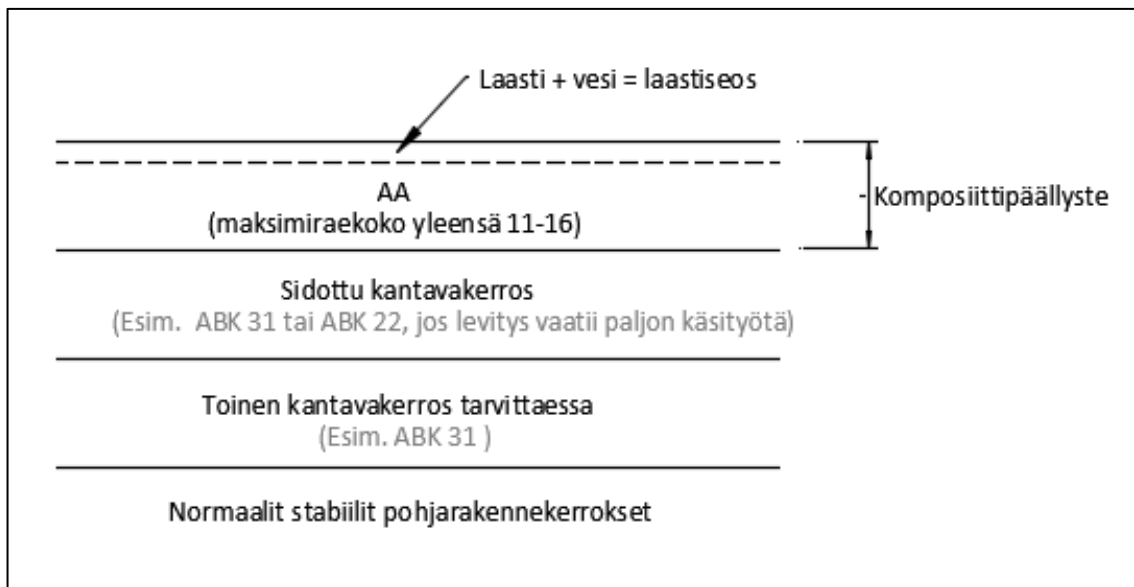 Laasti + vesi = laastiseos
AA
(maksimiraekoko yleensä 11-16)
Komposiittipäällyste
Sidottu kantavakerros
(Esim. ABK 31 tai ABK 22, jos levitys vaatii paljon käsityötä)
Toinen kantavakerros tarvittaessa
(Esim. ABK 31 )
Normaalit stabiilit pohjarakennekerrokset